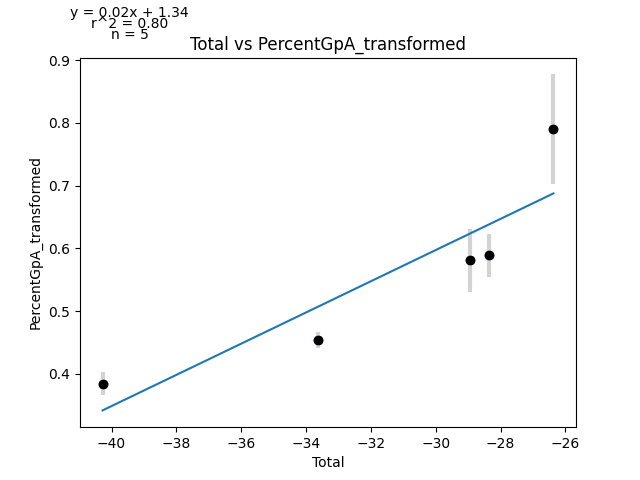 y = 0.02x + 1.34
r^2 = 0.80
n = 5
Total vs PercentGpA_transformed
0.9
0.8
0.7
0.6
0.5
0.4
PercentGpA_transformed
−40 −38 −36 −34 −32 −30 −28 −26
Total